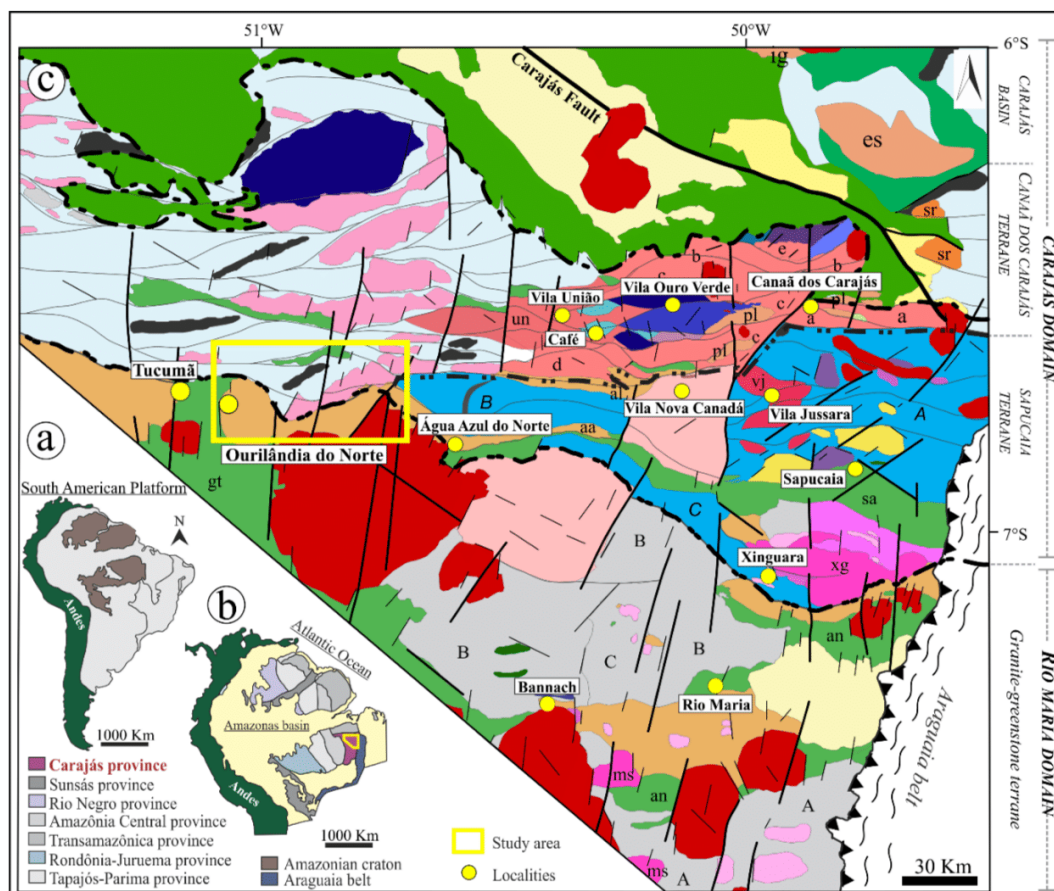 51°W
50°W
6°S
c
ig
Carajás Fault
es
sr
sr
CARAJÁS
BASIN
CANAÃ DOS CARAJÁS
TERRANE
CARAJÁS DOMAIN
SAPUCAIA
TERRANE
b
e
b
c
Vila União
Vila Ouro Verde
Canaã dos Carajás
pl
c
un
pl
a
a
Café
c
d
pl
Tucumã
al
vj
B
A
Vila Nova Canadá
Vila Jussara
a
Água Azul do Norte
aa
Ourilândia do Norte
gt
Sapucaia
sa
South American Platform
N
C
7°S
B
Xinguara
xg
Andes
b
Atlantic Ocean
an
B
C
B
Bannach
Rio Maria
Amazonas basin
1000 Km
Andes
ms
an
A
ms
A
Araguaia belt
Granite-greenstone terrane
RIO MARIA DOMAIN
Carajás province
Sunsás province
Rio Negro province
Amazônia Central province
Transamazônica province
Rondônia-Juruema province
Tapajós-Parima province
1000 Km
Amazonian craton
Araguaia belt
Study area
Localities
30 Km